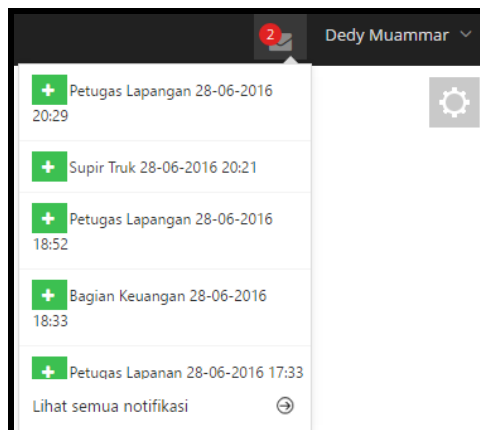 2
Dedy Muammar
Petugas Lapangan 28-06-2016
20:29
Supir Truk 28-06-2016 20:21
Petugas Lapangan 28-06-2016
18:52
Bagian Keuangan 28-06-2016
18:33
Petugas Lapanan 28-06-2016 17:33
Lihat semua notifikasi